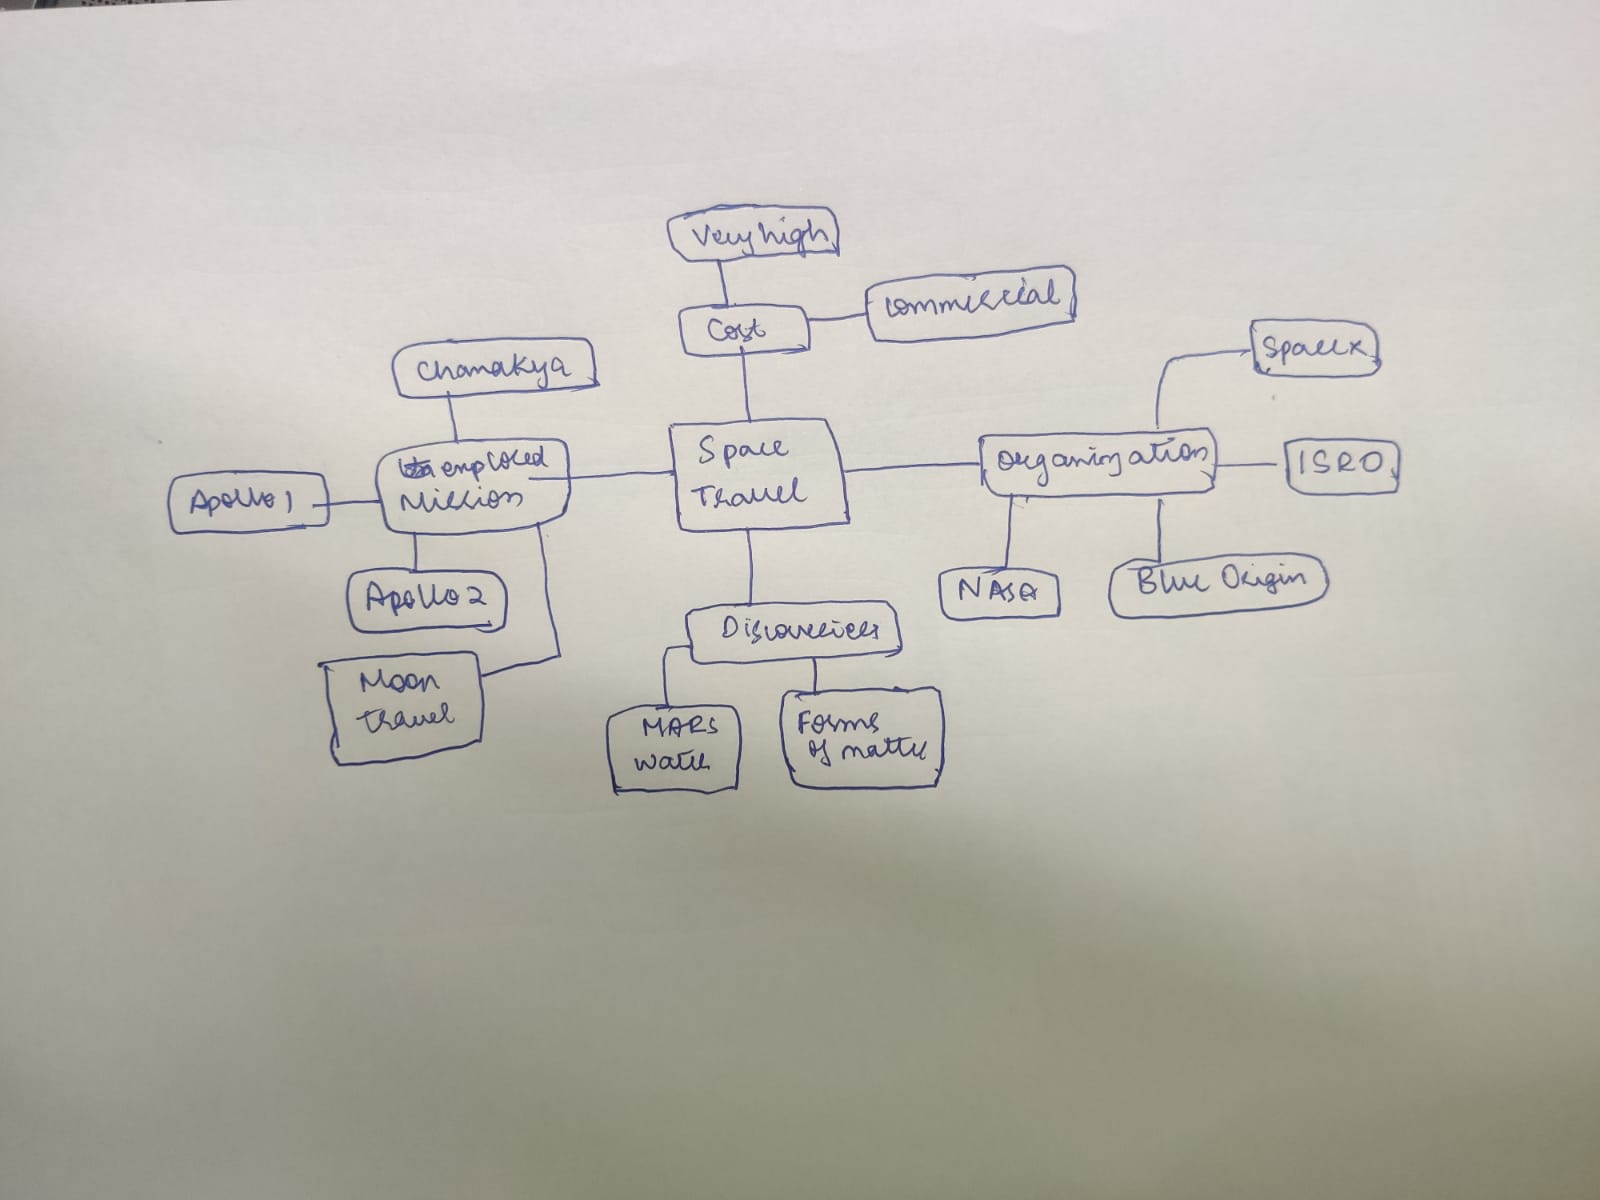 Very high
Commercial
Cost
SpaceX
Chanakya
Space
Travel
Organization
ISRO
Mission
Apollo 1
Apollo 2
NASA
Blue Origin
Discoveries
Moon
travel
MARS
water
Forms
of matter